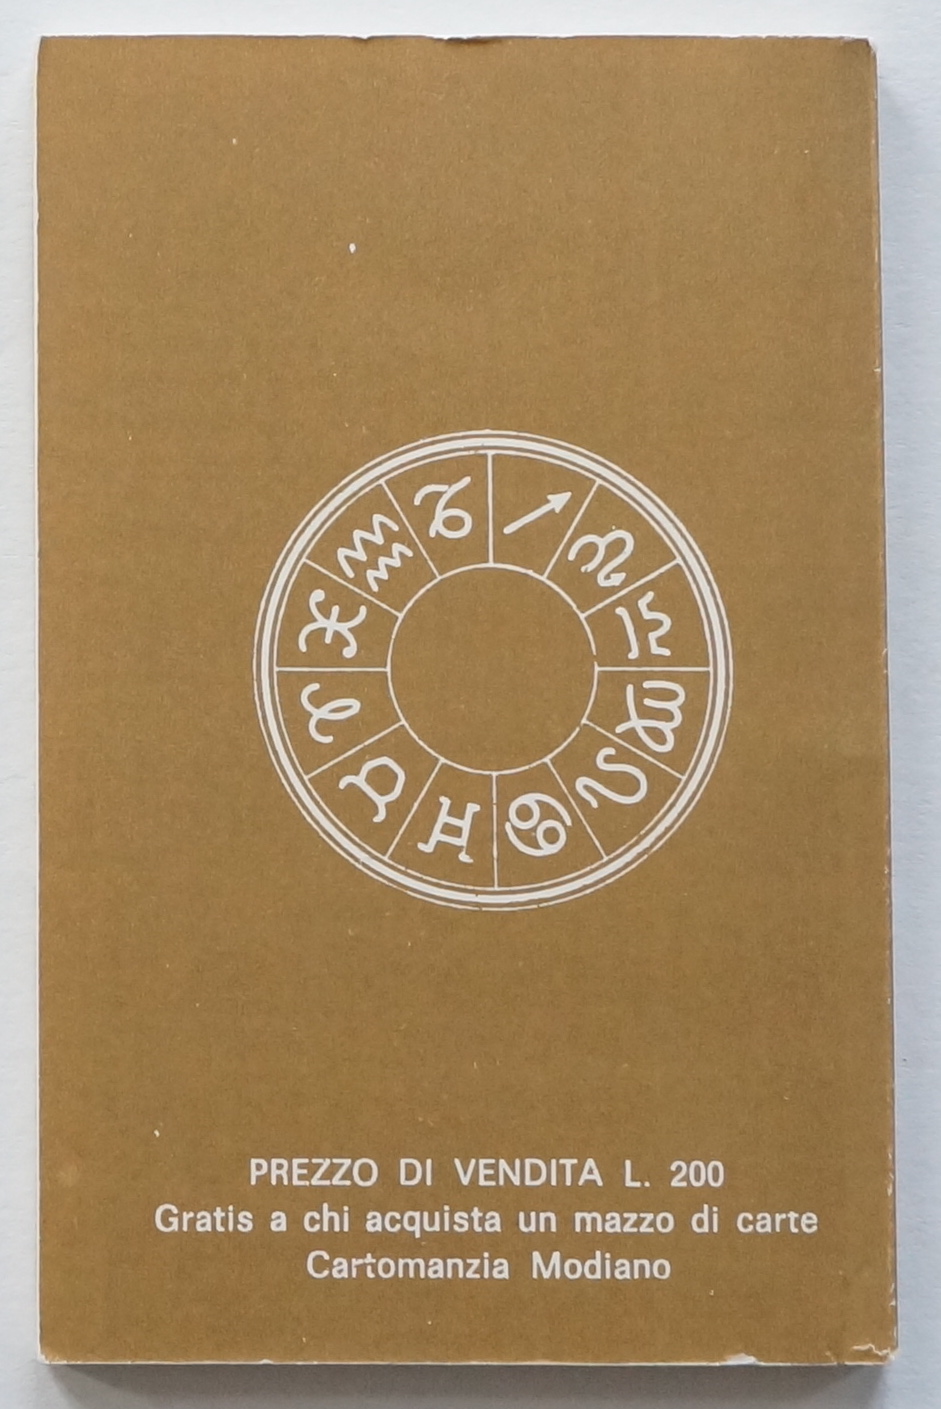 PREZZO DI VENDITA L. 200
Gratis a chi acquista un mazzo di carte
Cartomanzia Modiano